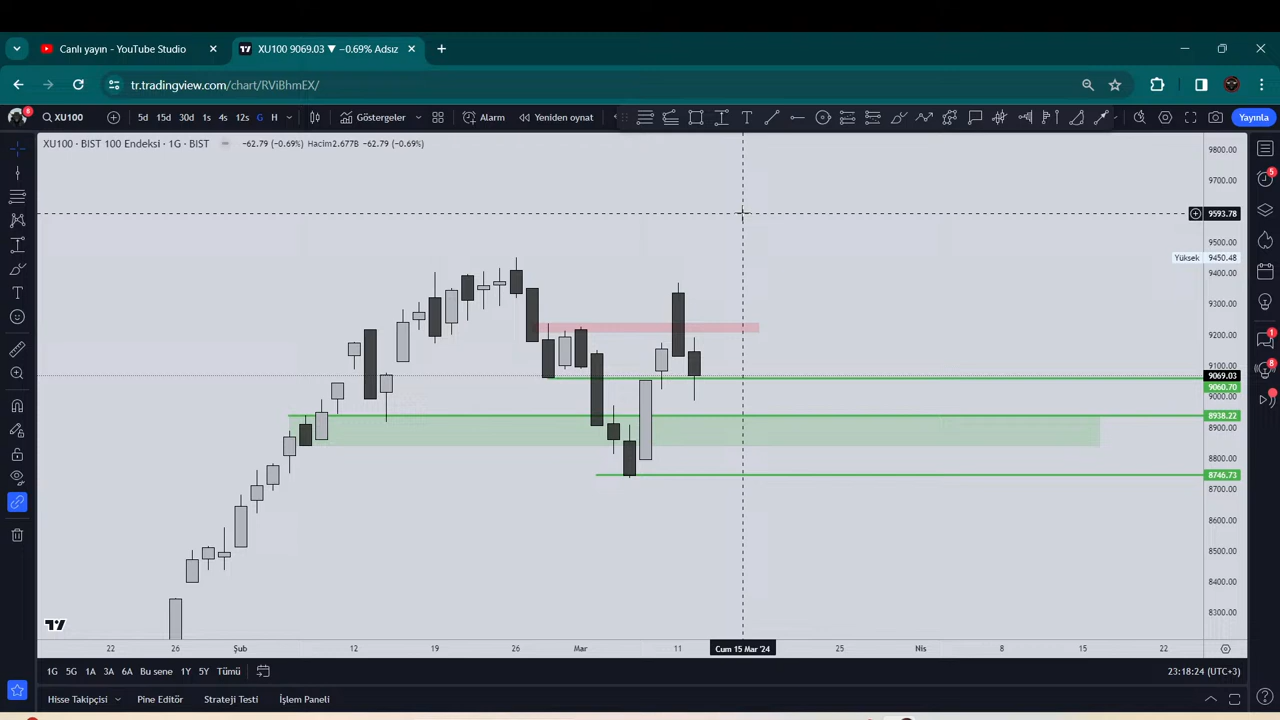 Canlı yayın - YouTube Studio
XU100 9069.03 ▼ −0.69% Adsız
tr.tradingview.com/chart/RViBhmEX/
8
XU100
5d 15d 30d 1s 4s 12s G H
Göstergeler
Alarm
Yeniden oynat
Yayınla
XU100 · BIST 100 Endeksi · 1G · BIST
−62.79 (−0.69%) Hacim2.677B −62.79 (−0.69%)
9800.00
9700.00
9593.78
9500.00
Yüksek 9450.48
9400.00
9300.00
9200.00
9100.00
9069.03
9060.70
9000.00
8938.22
8900.00
8800.00
8746.73
8700.00
8600.00
8500.00
8400.00
8300.00
5
1
8
22 26 Şub 12 19 26 Mar 11 Cum 15 Mar '24 25 Nis 8 15 22
1G 5G 1A 3A 6A Bu sene 1Y 5Y Tümü
23:18:24 (UTC+3)
Hisse Takipçisi Pine Editör Strateji Testi İşlem Paneli